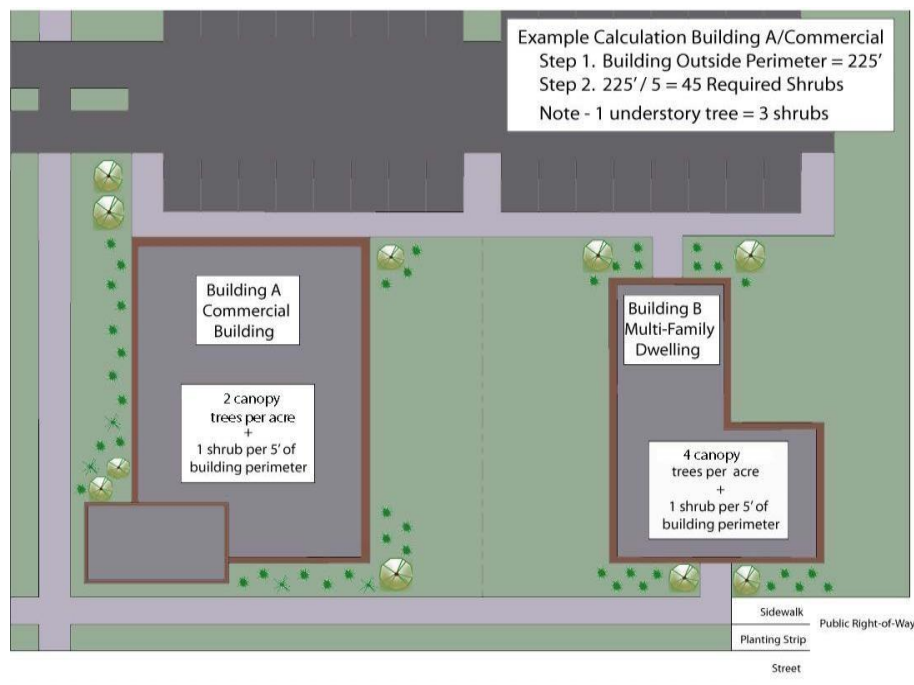 Example Calculation Building A/Commercial
Step 1. Building Outside Perimeter = 225'
Step 2. 225' / 5 = 45 Required Shrubs
Note - 1 understory tree = 3 shrubs
Building A
Commercial
Building
2 canopy
trees per acre
+
1 shrub per 5' of
building perimeter
Building B
Multi-Family
Dwelling
4 canopy
trees per acre
+
1 shrub per 5' of
building perimeter
Sidewalk
Public Right-of-Way
Planting Strip
Street